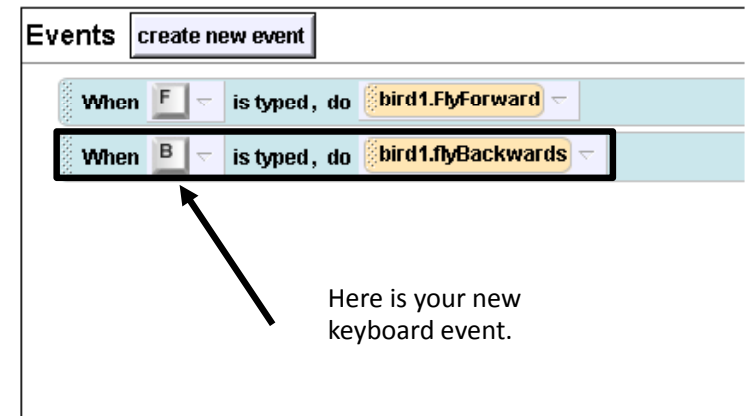 Events create new event
When F is typed, do bird1.FlyForward
When B is typed, do bird1.flyBackwards
Here is your new
keyboard event.